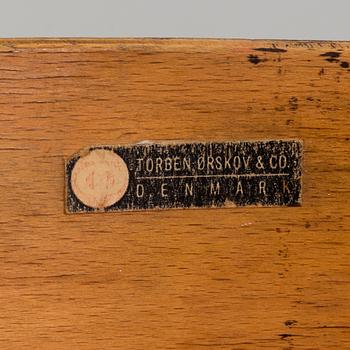 TORBEN ØRSKOV & CO.
DENMARK